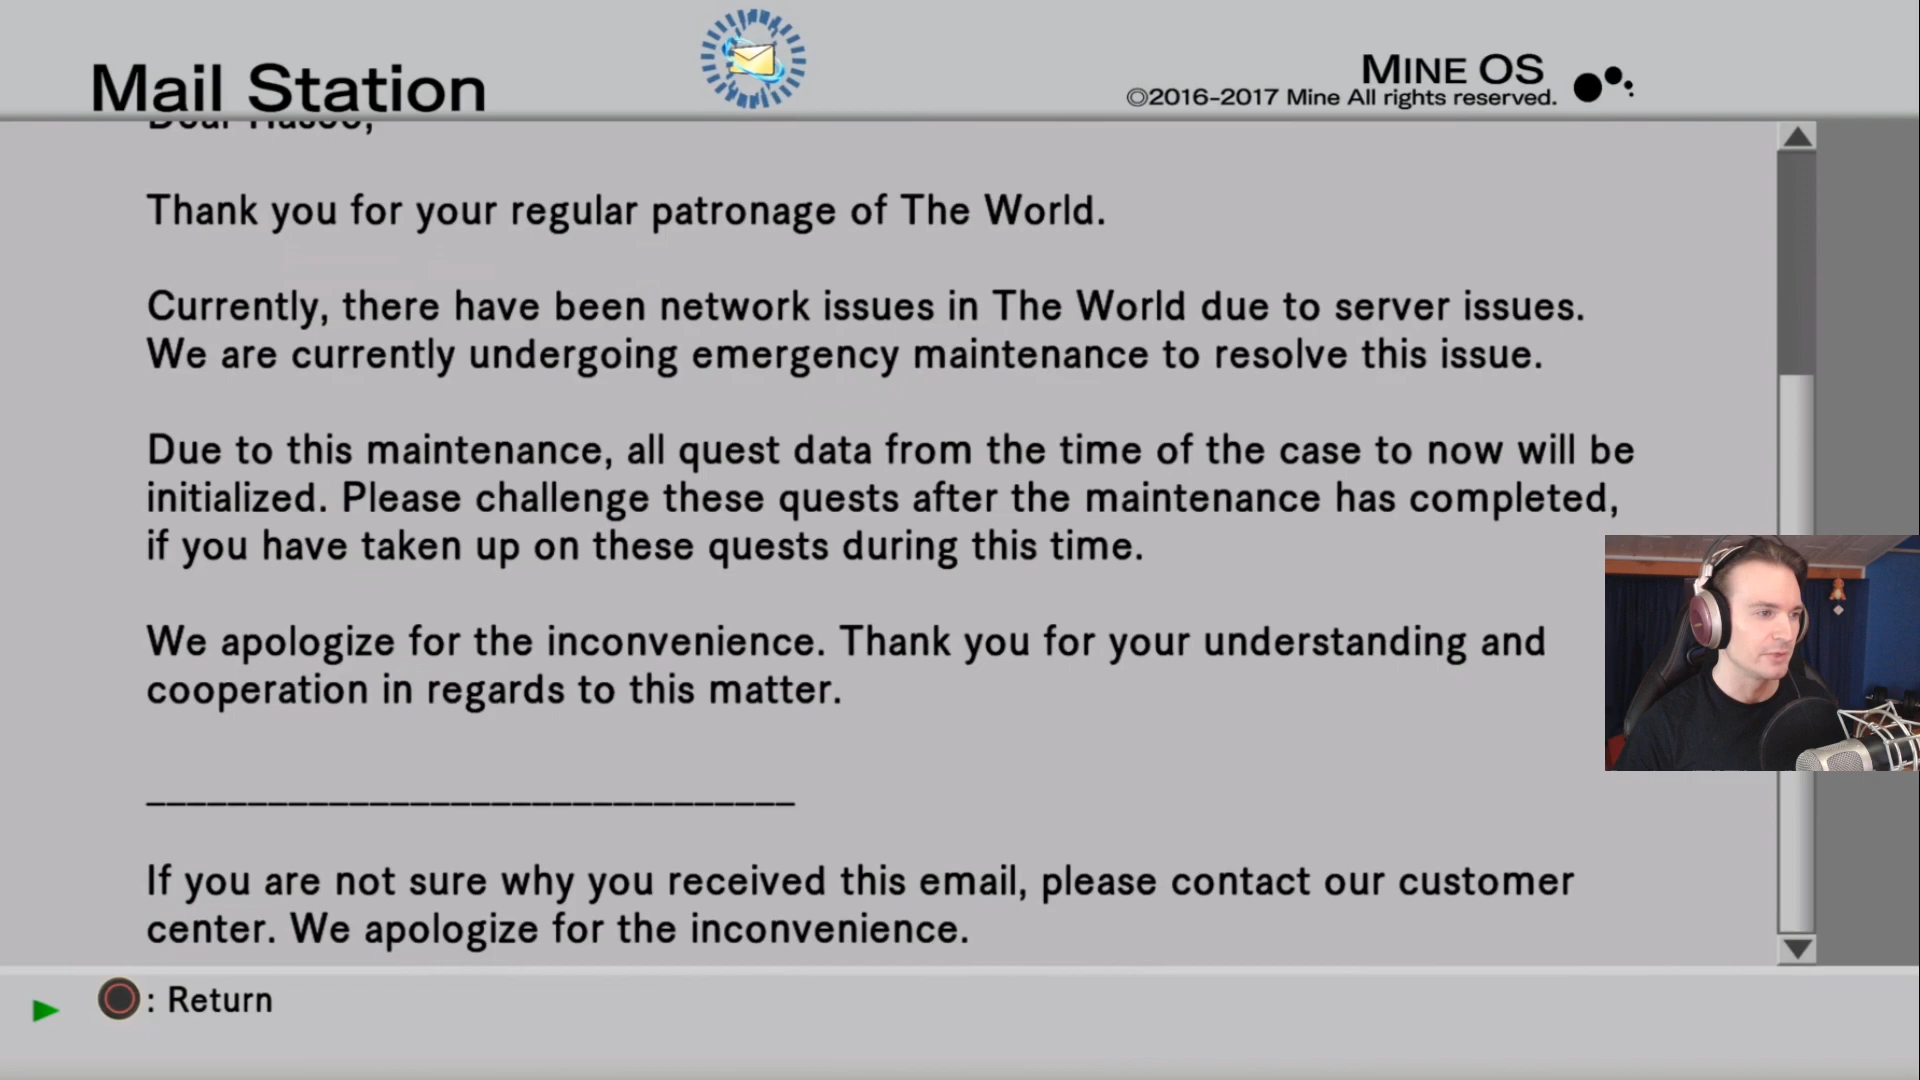 Mail Station
MINE OS
©2016-2017 Mine All rights reserved.
Thank you for your regular patronage of The World.
Currently, there have been network issues in The World due to server issues.
We are currently undergoing emergency maintenance to resolve this issue.
Due to this maintenance, all quest data from the time of the case to now will be
initialized. Please challenge these quests after the maintenance has completed,
if you have taken up on these quests during this time.
We apologize for the inconvenience. Thank you for your understanding and
cooperation in regards to this matter.
________________________________
If you are not sure why you received this email, please contact our customer
center. We apologize for the inconvenience.
: Return